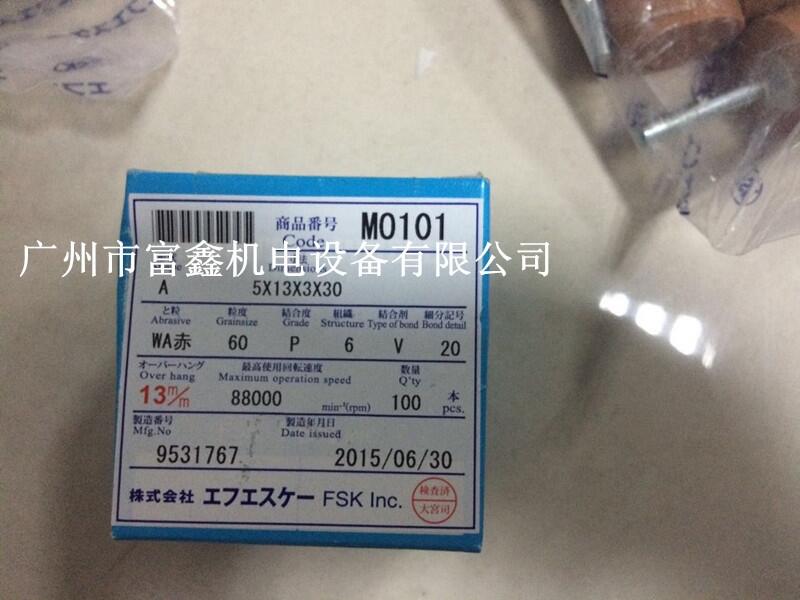 商品番号 M0101
Code
广州市富鑫机电设备有限公司
A 5X13X3X30
と粒 粒度 結合度 組織 結合剤 細分記号
Abrasive Grainsize Grade Structure Type of bond Bond detail
WA赤 60 P 6 V 20
オーバーハング 最高使用回転速度 数量
Over hang Maximum operation speed Q'ty
13m/m 88000 min-¹(rpm) 100 本
pcs.
製造番号 製造年月日
Mfg.No Date issued
9531767 2015/06/30
株式会社 エフエスケー FSK Inc.
検査済
大宮司